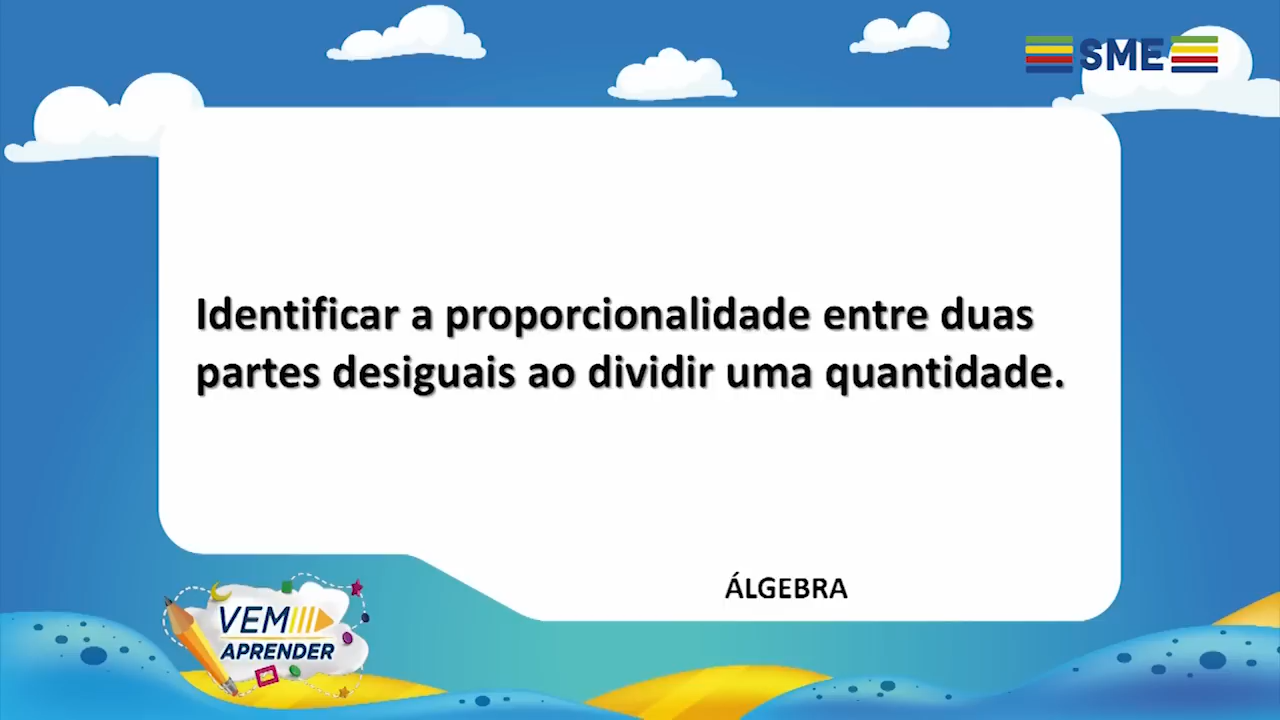 SME
Identificar a proporcionalidade entre duas
partes desiguais ao dividir uma quantidade.
ÁLGEBRA
VEM
APRENDER